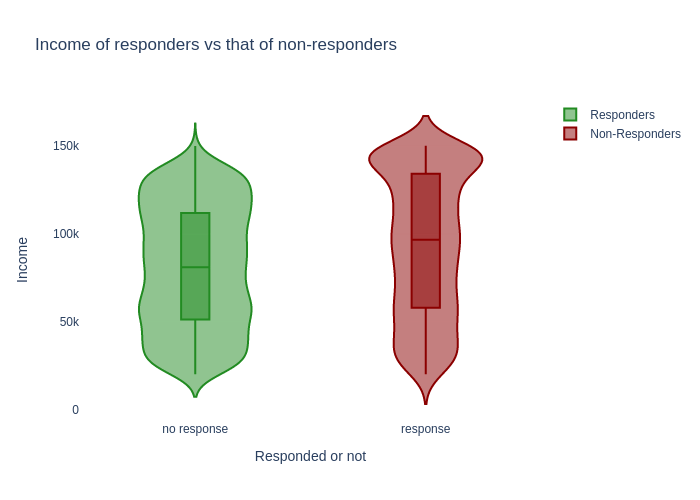 Income of responders vs that of non-responders
Responders
Non-Responders
150k
100k
50k
0
Income
no response
response
Responded or not